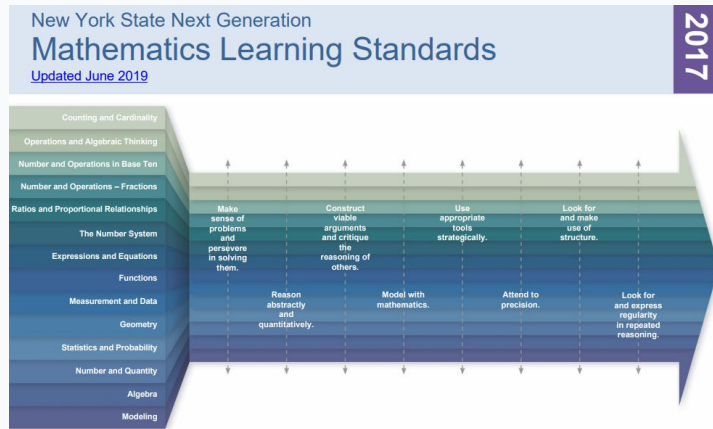 New York State Next Generation
Mathematics Learning Standards
Updated June 2019
2017
Counting and Cardinality
Operations and Algebraic Thinking
Number and Operations in Base Ten
Number and Operations – Fractions
Ratios and Proportional Relationships
The Number System
Expressions and Equations
Functions
Measurement and Data
Geometry
Statistics and Probability
Number and Quantity
Algebra
Modeling
Make
sense of
problems
and
persevere
in solving
them.
Reason
abstractly
and
quantitatively.
Construct
viable
arguments
and critique
the
reasoning of
others.
Model with
mathematics.
Use
appropriate
tools
strategically.
Attend to
precision.
Look for
and make
use of
structure.
Look for
and express
regularity
in repeated
reasoning.